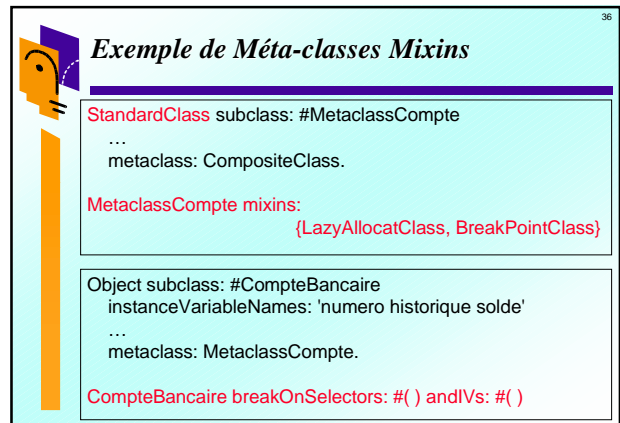 36
Exemple de Méta-classes Mixins
StandardClass subclass: #MetaclassCompte
…
metaclass: CompositeClass.
MetaclassCompte mixins:
{LazyAllocatClass, BreakPointClass}
Object subclass: #CompteBancaire
instanceVariableNames: 'numero historique solde'
…
metaclass: MetaclassCompte.
CompteBancaire breakOnSelectors: #( ) andIVs: #( )